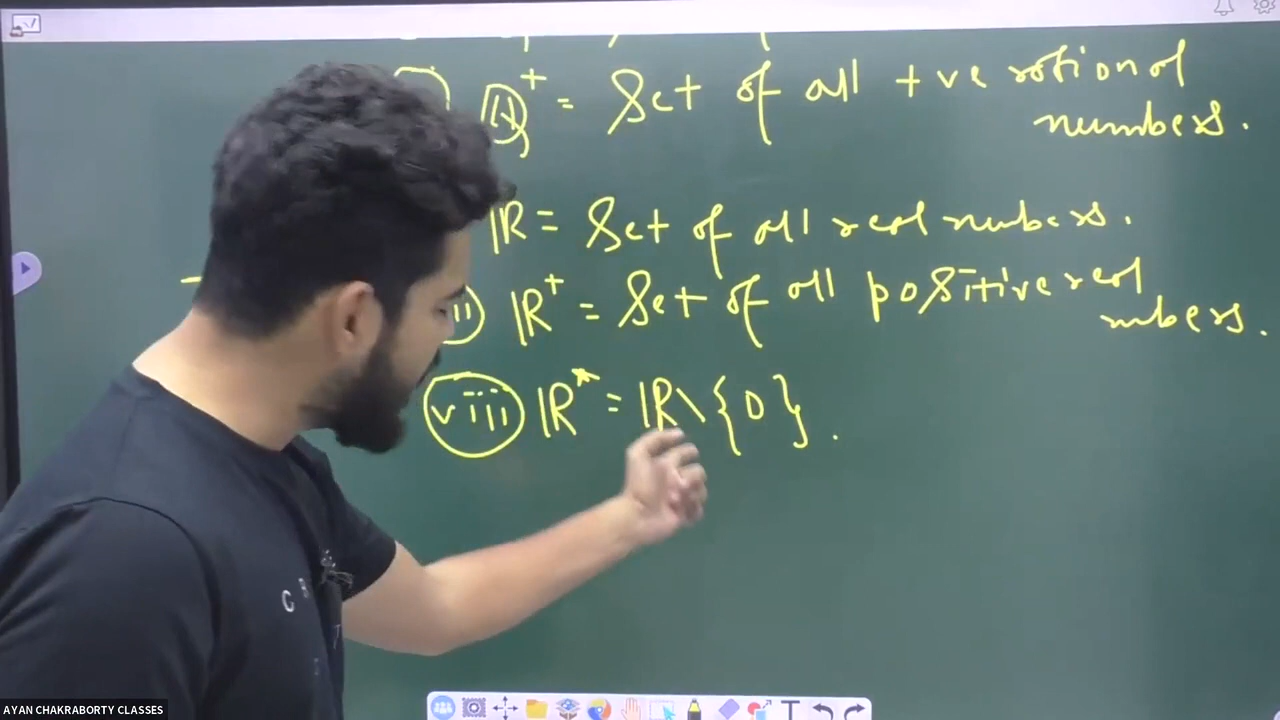 Q⁺ = Set of all +ve rational
numbers.
ℝ = Set of all real numbers.
ℝ⁺ = Set of all positive real
mbers.
viii ℝ* = ℝ\{0}.
AYAN CHAKRABORTY CLASSES